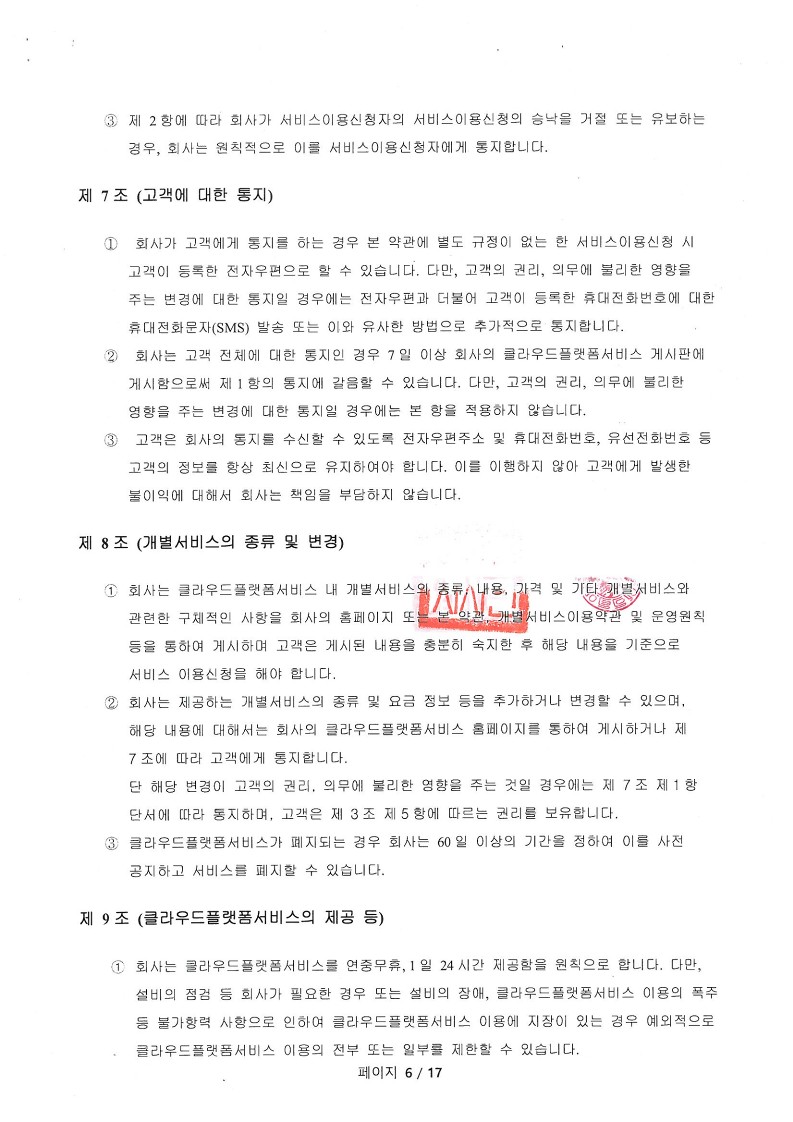 ③ 제 2항에 따라 회사가 서비스이용신청자의 서비스이용신청의 승낙을 거절 또는 유보하는
경우, 회사는 원칙적으로 이를 서비스이용신청자에게 통지합니다.
제 7조 (고객에 대한 통지)
① 회사가 고객에게 통지를 하는 경우 본 약관에 별도 규정이 없는 한 서비스이용신청 시
고객이 등록한 전자우편으로 할 수 있습니다. 다만, 고객의 권리, 의무에 불리한 영향을
주는 변경에 대한 통지일 경우에는 전자우편과 더불어 고객이 등록한 휴대전화번호에 대한
휴대전화문자(SMS) 발송 또는 이와 유사한 방법으로 추가적으로 통지합니다.
② 회사는 고객 전체에 대한 통지인 경우 7일 이상 회사의 클라우드플랫폼서비스 게시판에
게시함으로써 제 1항의 통지에 갈음할 수 있습니다. 다만, 고객의 권리, 의무에 불리한
영향을 주는 변경에 대한 통지일 경우에는 본 항을 적용하지 않습니다.
③ 고객은 회사의 통지를 수신할 수 있도록 전자우편주소 및 휴대전화번호, 유선전화번호 등
고객의 정보를 항상 최신으로 유지하여야 합니다. 이를 이행하지 않아 고객에게 발생한
불이익에 대해서 회사는 책임을 부담하지 않습니다.
제 8조 (개별서비스의 종류 및 변경)
① 회사는 클라우드플랫폼서비스 내 개별서비스의 종류, 내용, 가격 및 기타 개별서비스와
관련한 구체적인 사항을 회사의 홈페이지 또는 본 약관, 개별서비스이용약관 및 운영원칙
등을 통하여 게시하며 고객은 게시된 내용을 충분히 숙지한 후 해당 내용을 기준으로
서비스 이용신청을 해야 합니다.
② 회사는 제공하는 개별서비스의 종류 및 요금 정보 등을 추가하거나 변경할 수 있으며,
해당 내용에 대해서는 회사의 클라우드플랫폼서비스 홈페이지를 통하여 게시하거나 제
7조에 따라 고객에게 통지합니다.
단 해당 변경이 고객의 권리, 의무에 불리한 영향을 주는 것일 경우에는 제 7조 제1항
단서에 따라 통지하며, 고객은 제 3조 제5항에 따르는 권리를 보유합니다.
③ 클라우드플랫폼서비스가 폐지되는 경우 회사는 60일 이상의 기간을 정하여 이를 사전
공지하고 서비스를 폐지할 수 있습니다.
제 9조 (클라우드플랫폼서비스의 제공 등)
① 회사는 클라우드플랫폼서비스를 연중무휴, 1일 24시간 제공함을 원칙으로 합니다. 다만,
설비의 점검 등 회사가 필요한 경우 또는 설비의 장애, 클라우드플랫폼서비스 이용의 폭주
등 불가항력 사항으로 인하여 클라우드플랫폼서비스 이용에 지장이 있는 경우 예외적으로
클라우드플랫폼서비스 이용의 전부 또는 일부를 제한할 수 있습니다.
페이지 6 / 17